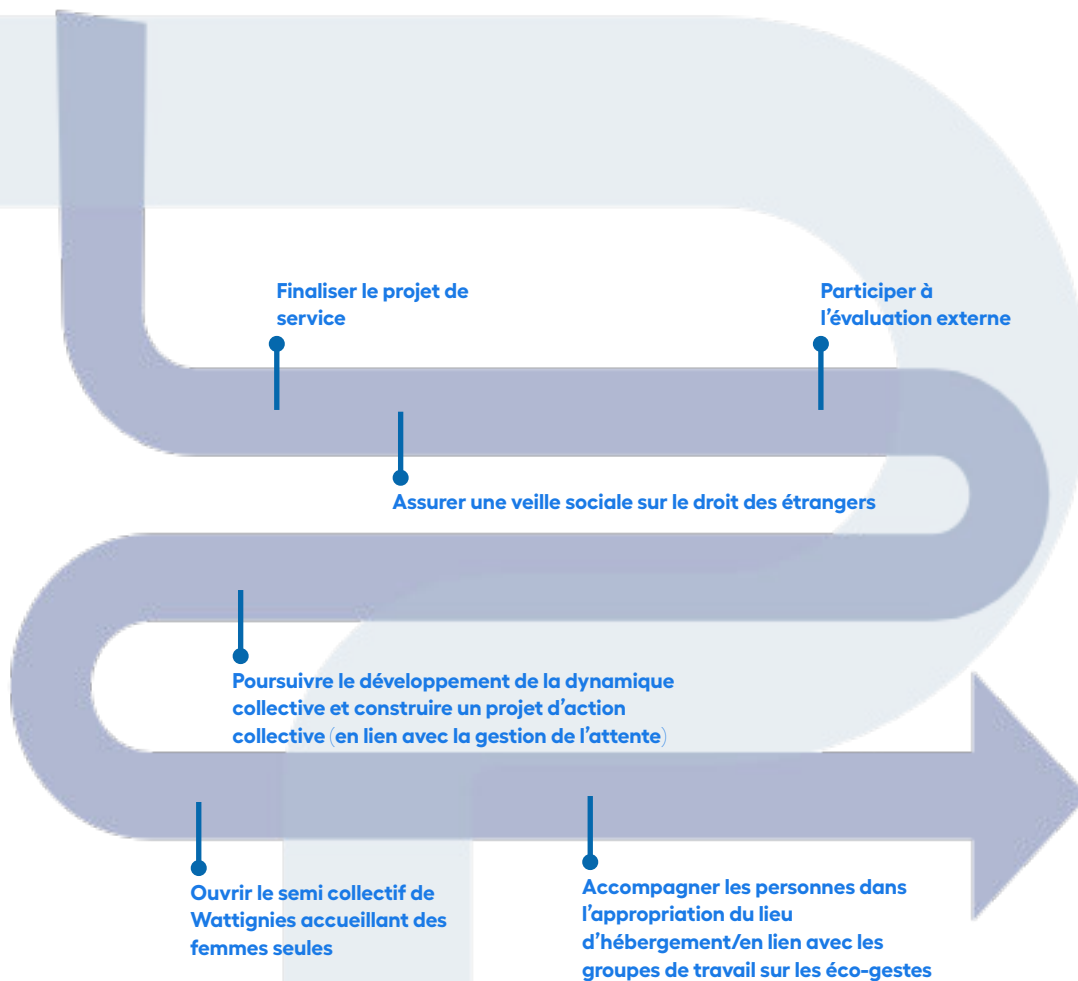 Finaliser le projet de
service
Participer à
l'évaluation externe
Assurer une veille sociale sur le droit des étrangers
Poursuivre le développement de la dynamique
collective et construire un projet d'action
collective (en lien avec la gestion de l'attente)
Ouvrir le semi collectif de
Wattignies accueillant des
femmes seules
Accompagner les personnes dans
l'appropriation du lieu
d'hébergement/en lien avec les
groupes de travail sur les éco-gestes